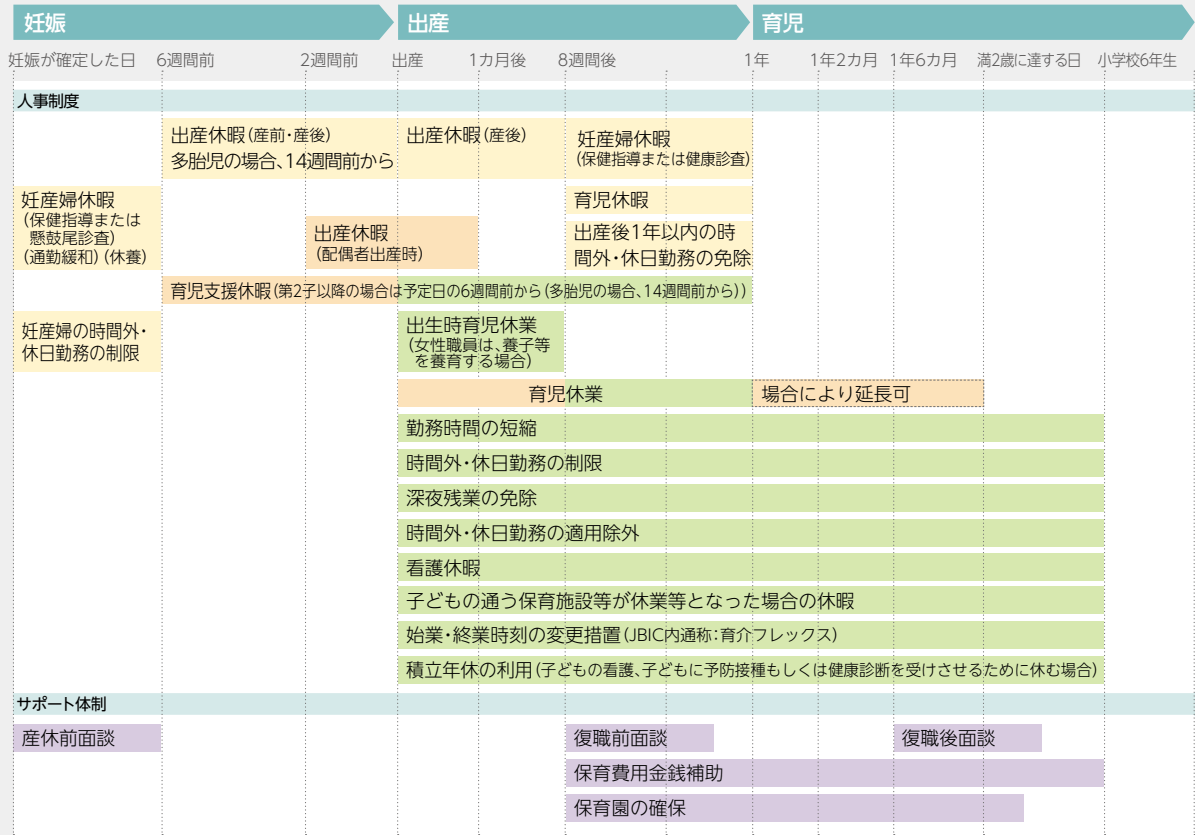 妊娠
出産
育児
妊娠が確定した日
6週間前
2週間前
出産
1カ月後
8週間後
1年
1年2カ月
1年6カ月
満2歳に達する日
小学校6年生
人事制度
出産休暇(産前・産後)
多胎児の場合、14週間前から
出産休暇(産後)
妊産婦休暇
(保健指導または健康診査)
妊産婦休暇
(保健指導または
懸鼓尾診査)
(通勤緩和)(休養)
出産休暇
(配偶者出産時)
育児休暇
出産後1年以内の時
間外・休日勤務の免除
育児支援休暇(第2子以降の場合は予定日の6週間前から(多胎児の場合、14週間前から))
妊産婦の時間外・
休日勤務の制限
出生時育児休業
(女性職員は、養子等
を養育する場合)
育児休業
場合により延長可
勤務時間の短縮
時間外・休日勤務の制限
深夜残業の免除
時間外・休日勤務の適用除外
看護休暇
子どもの通う保育施設等が休業等となった場合の休暇
始業・終業時刻の変更措置(JBIC内通称:育介フレックス)
積立年休の利用(子どもの看護、子どもに予防接種もしくは健康診断を受けさせるために休む場合)
サポート体制
産休前面談
復職前面談
復職後面談
保育費用金銭補助
保育園の確保